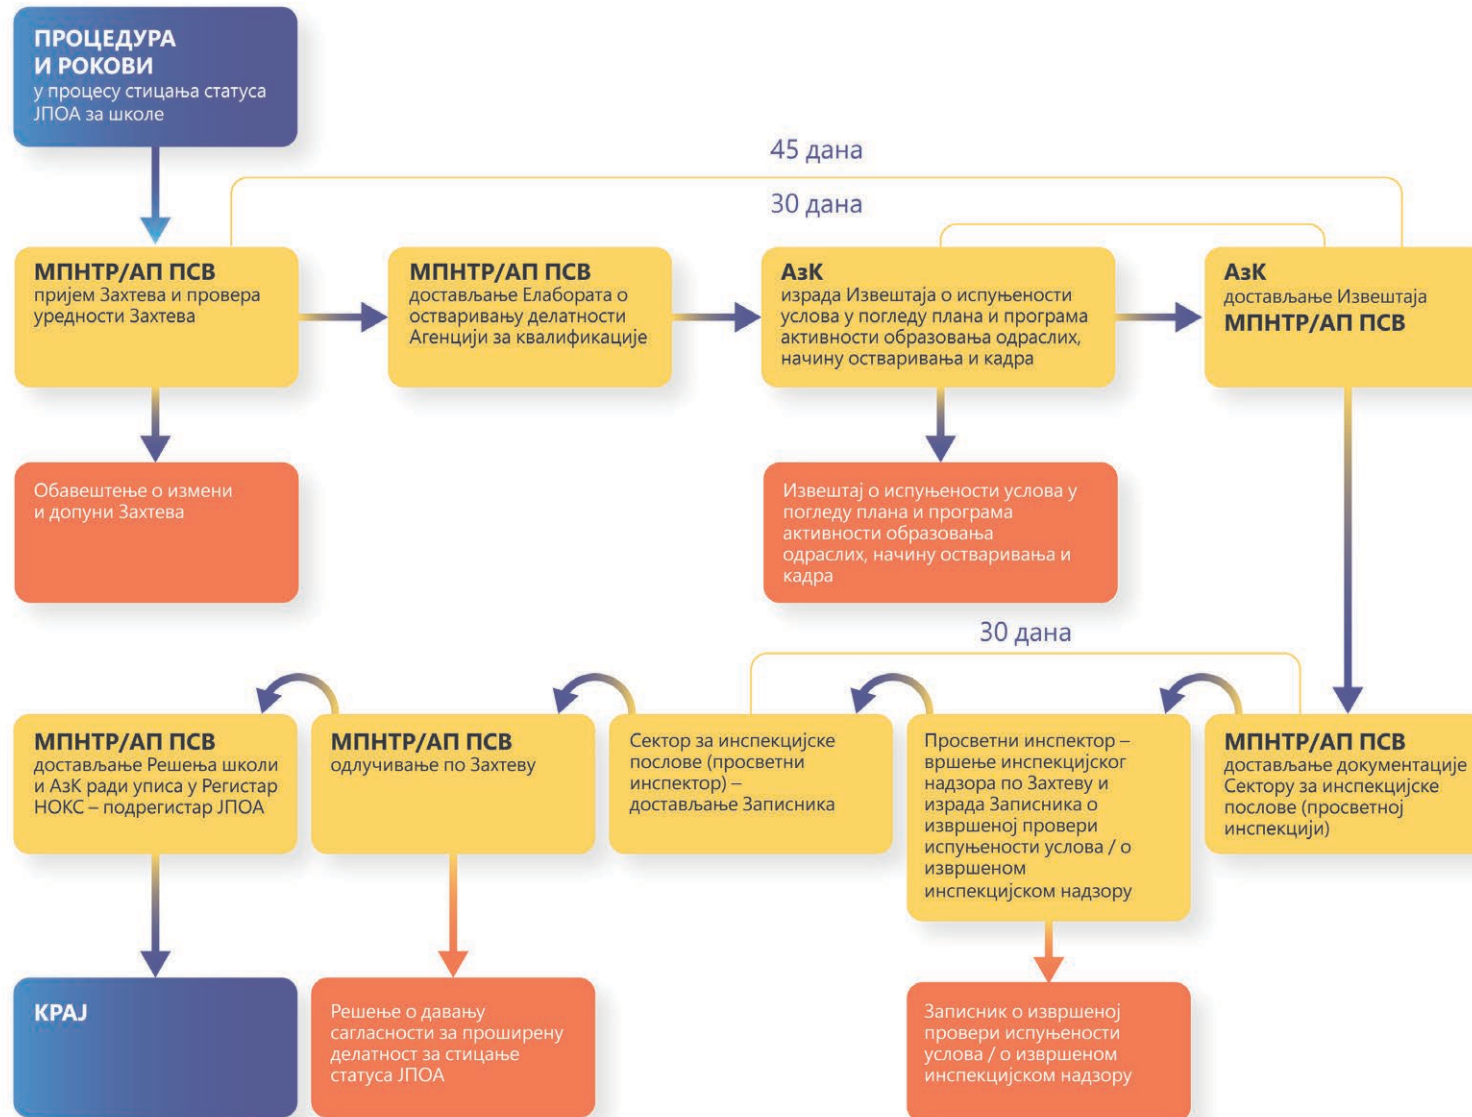 ПРОЦЕДУРА
И РОКОВИ
у процесу стицања статуса
ЈПОА за школе
45 дана
30 дана
МПНТР/АП ПСВ
пријем Захтева и провера
уредности Захтева
МПНТР/АП ПСВ
достављање Елабората о
остваривању делатности
Агенцији за квалификације
АзК
израда Извештаја о испуњености
услова у погледу плана и програма
активности образовања одраслих,
начину остваривања и кадра
АзК
достављање Извештаја
МПНТР/АП ПСВ
Обавештење о измени
и допуни Захтева
Извештај о испуњености услова у
погледу плана и програма
активности образовања
одраслих, начину остваривања и
кадра
30 дана
МПНТР/АП ПСВ
достављање Решења школи
и АзК ради уписа у Регистар
НОКС – подрегистар ЈПОА
МПНТР/АП ПСВ
одлучивање по Захтеву
Сектор за инспекцијске
послове (просветни
инспектор) –
достављање Записника
Просветни инспектор –
вршење инспекцијског
надзора по Захтеву и
израда Записника о
извршеној провери
испуњености услова / о
извршеном
инспекцијском надзору
МПНТР/АП ПСВ
достављање документације
Сектору за инспекцијске
послове (просветној
инспекцији)
КРАЈ
Решење о давању
сагласности за проширену
делатност за стицање
статуса ЈПОА
Записник о извршеној
провери испуњености
услова / о извршеном
инспекцијском надзору